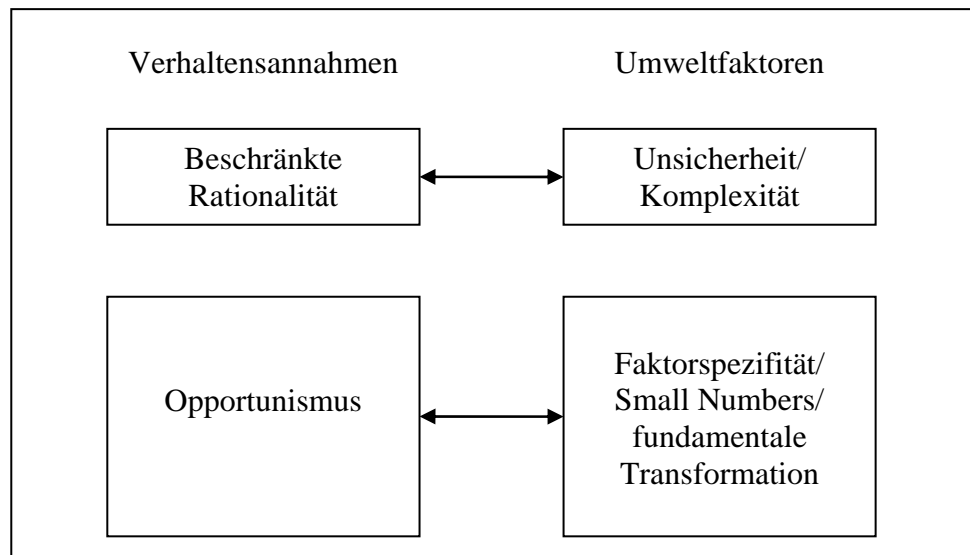 Verhaltensannahmen
Umweltfaktoren
Beschränkte
Rationalität
Unsicherheit/
Komplexität
Opportunismus
Faktorspezifität/
Small Numbers/
fundamentale
Transformation